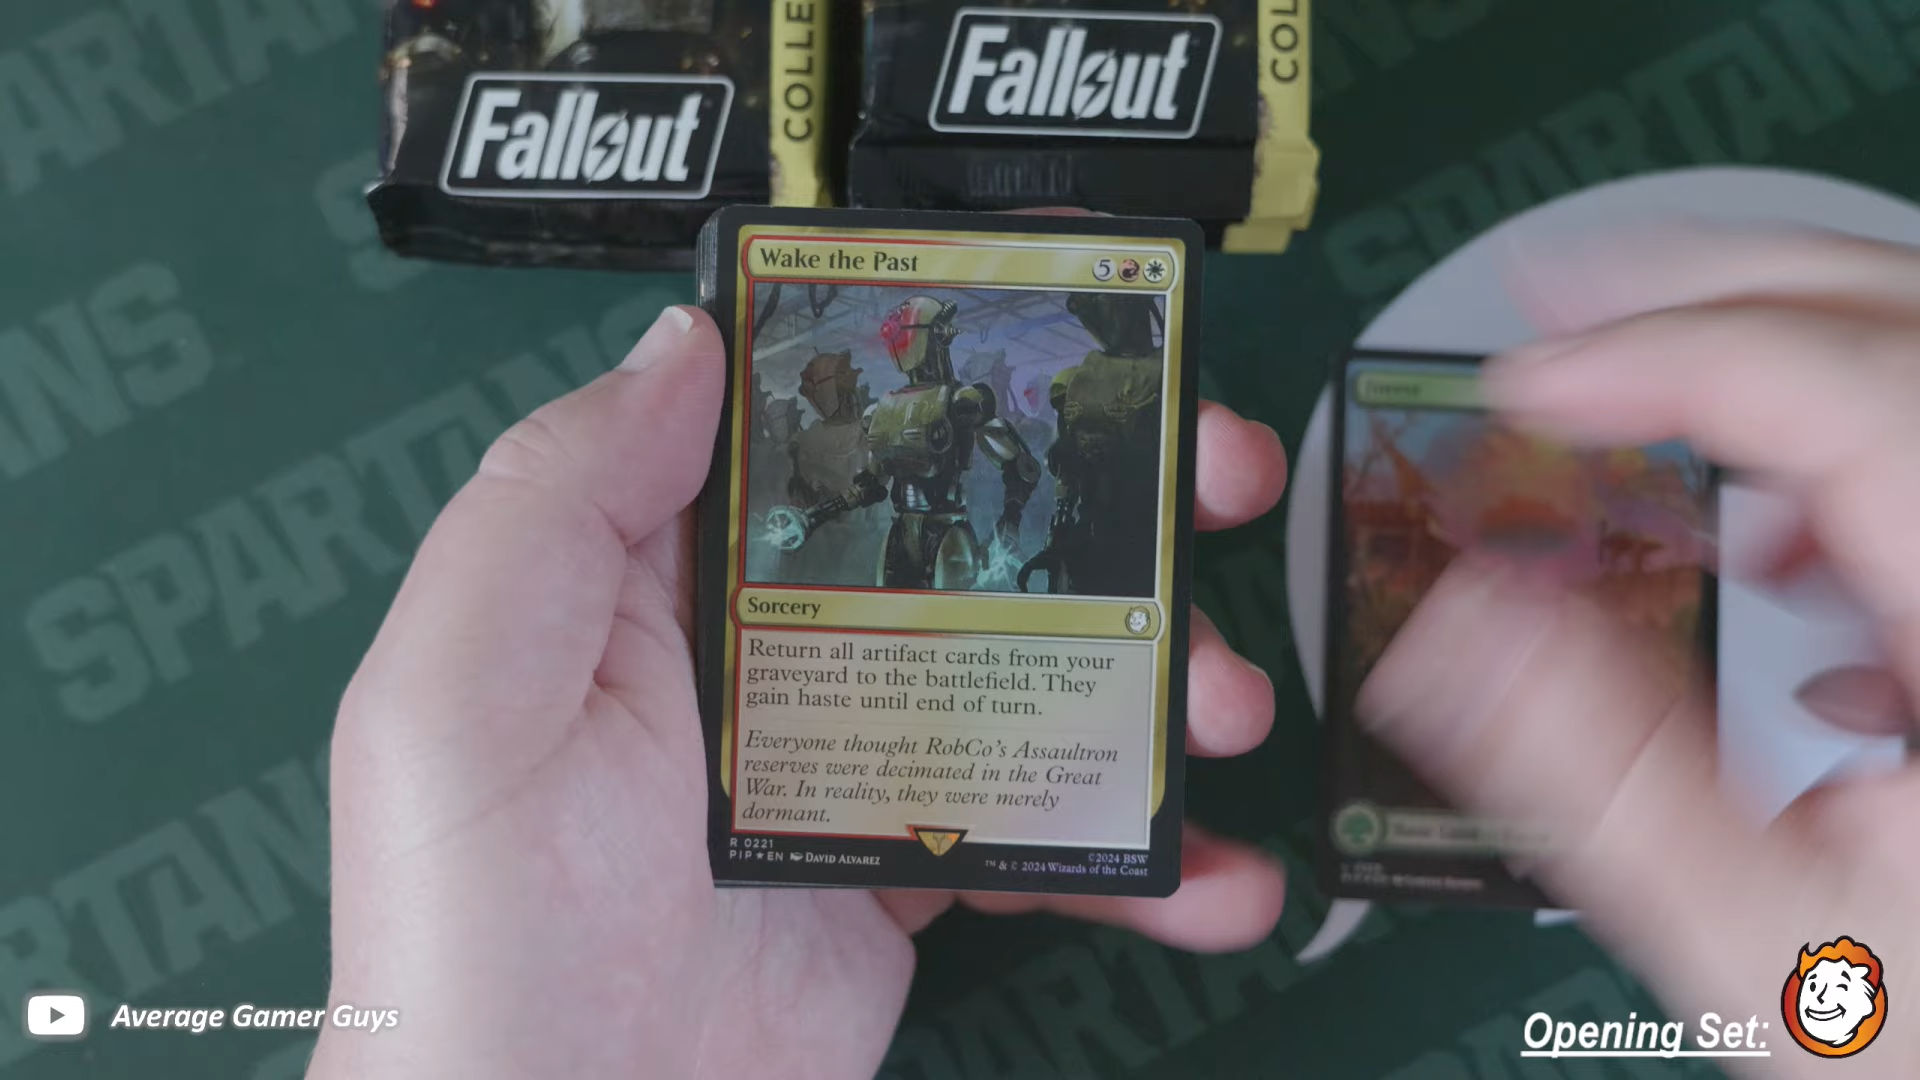 SPARTANS
COLLE
Fallout
COL
Fallout
SPARTANS
Wake the Past
5
Sorcery
Return all artifact cards from your
graveyard to the battlefield. They
gain haste until end of turn.
Everyone thought RobCo's Assaultron
reserves were decimated in the Great
War. In reality, they were merely
dormant.
R 0221
PIP★EN DAVID ALVAREZ
©2024 BSW
™ & © 2024 Wizards of the Coast
SPARTANS
Average Gamer Guys
Opening Set: